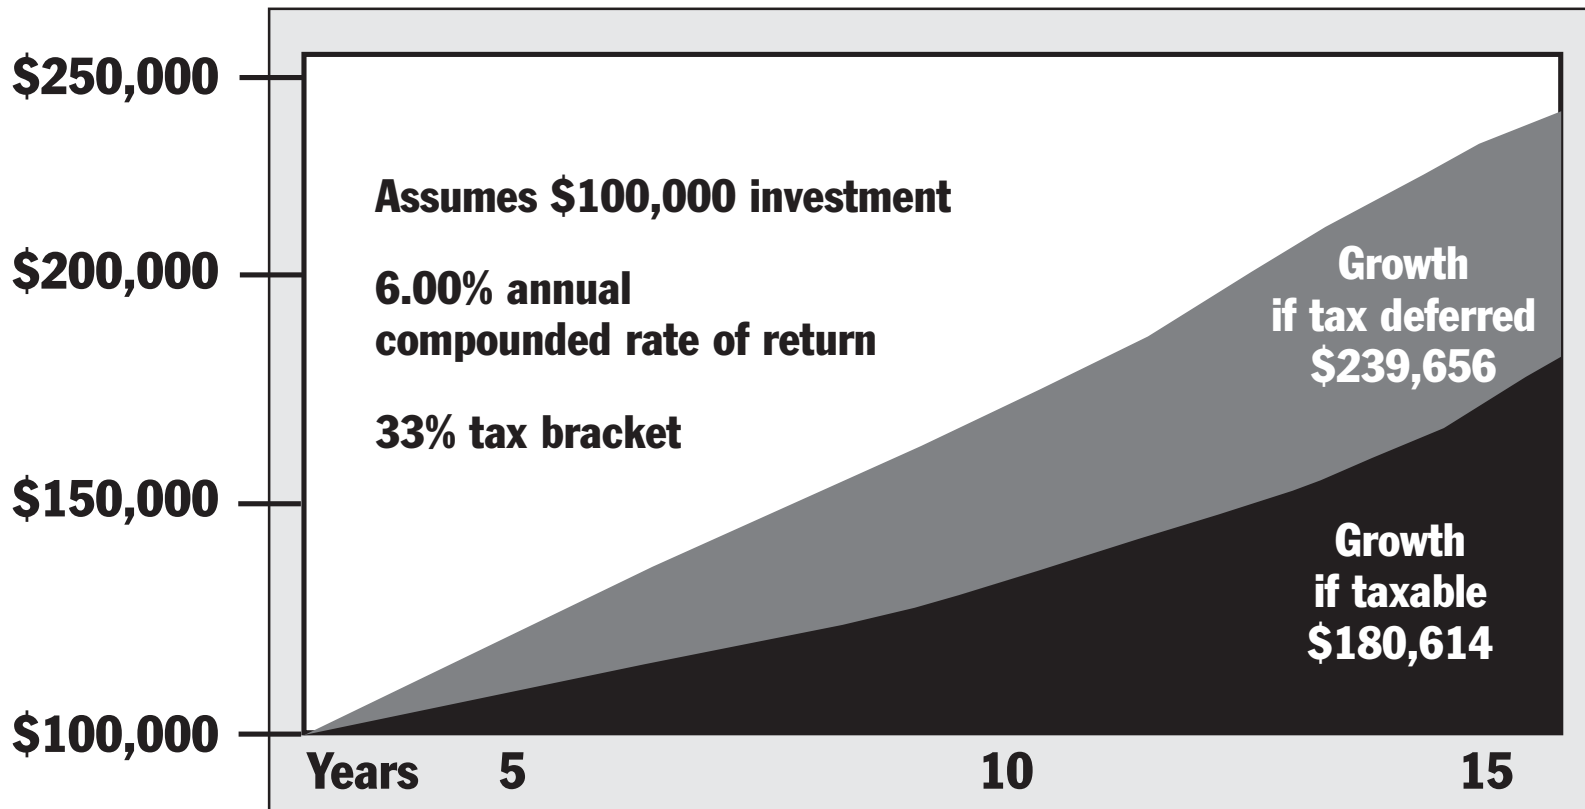 $250,000
$200,000
$150,000
$100,000
Assumes $100,000 investment
6.00% annual
compounded rate of return
33% tax bracket
Growth
if tax deferred
$239,656
Growth
if taxable
$180,614
Years 5 10 15